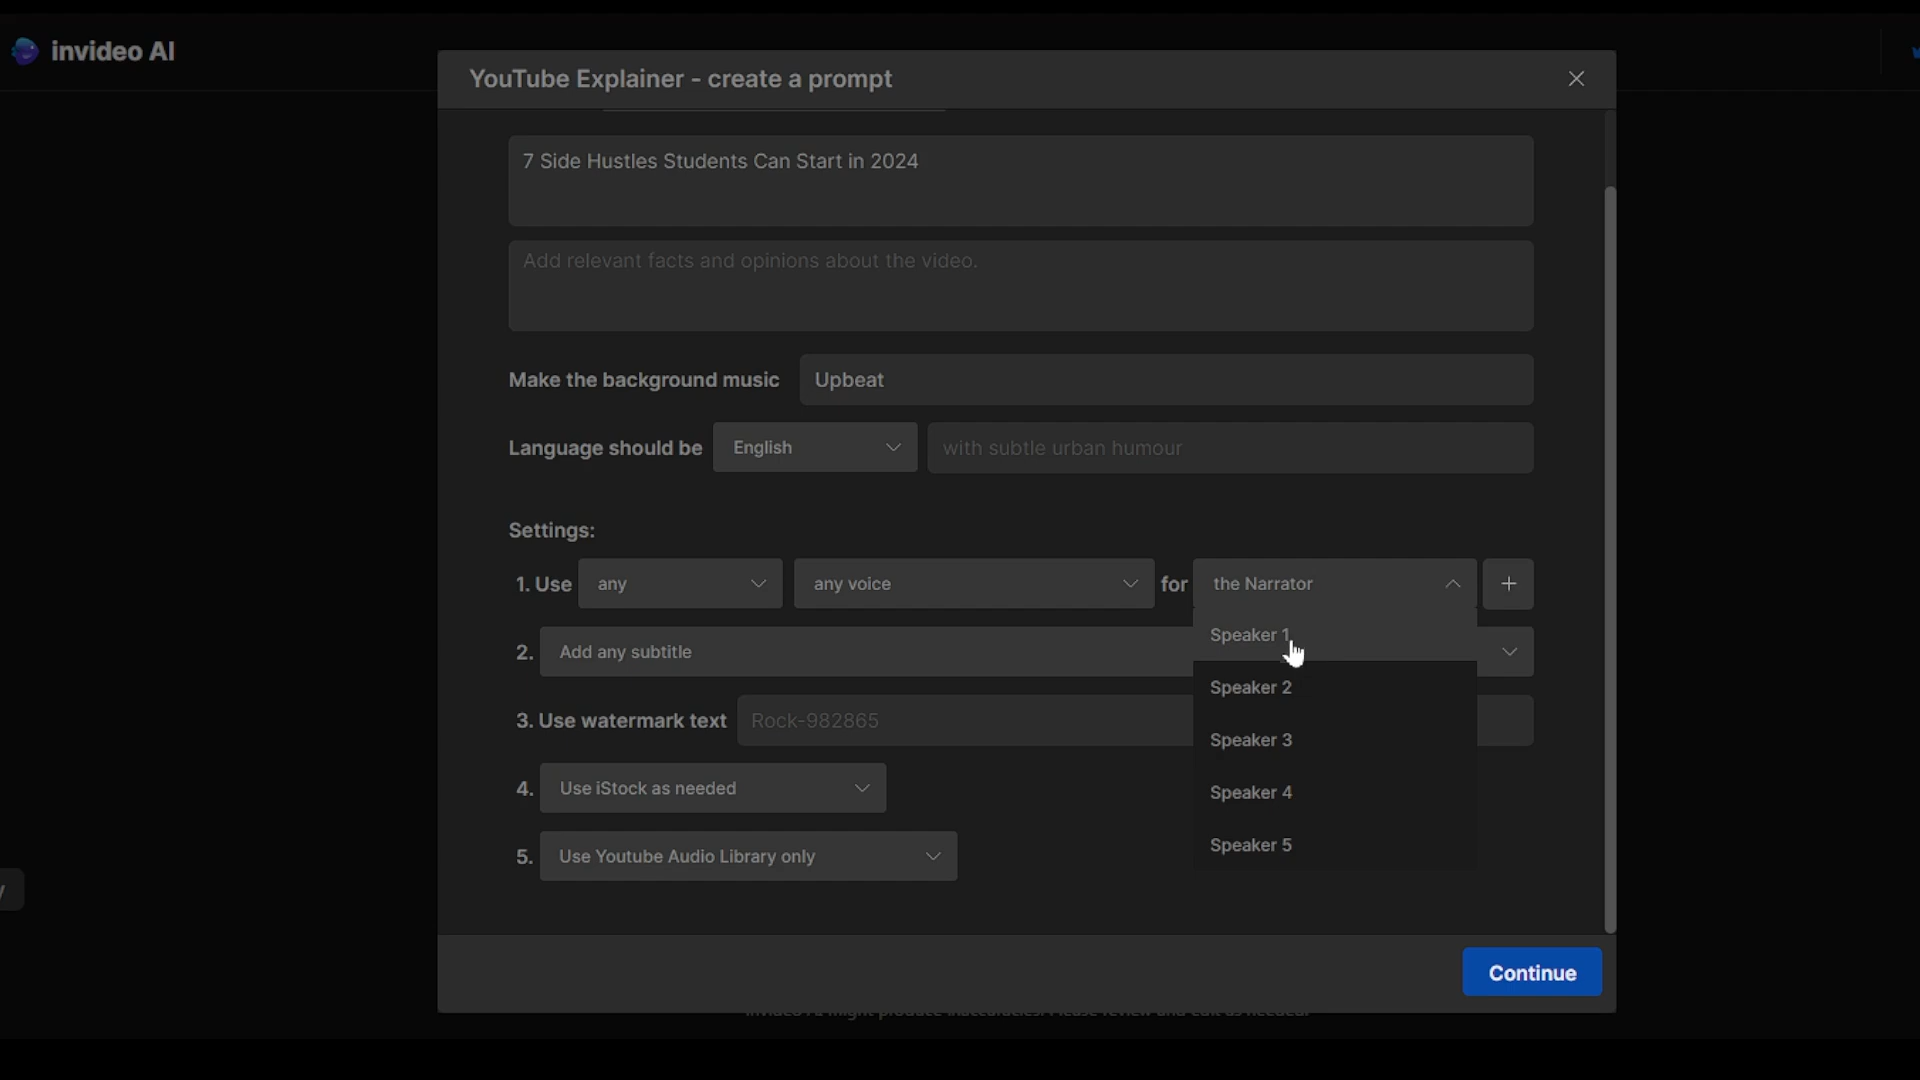 invideo AI
YouTube Explainer - create a prompt
7 Side Hustles Students Can Start in 2024
Add relevant facts and opinions about the video.
Make the background music Upbeat
Language should be English with subtle urban humour
Settings:
1. Use any any voice for the Narrator +
Speaker 1
2. Add any subtitle
Speaker 2
3. Use watermark text Rock-982865
Speaker 3
4. Use iStock as needed
Speaker 4
5. Use Youtube Audio Library only
Speaker 5
Continue